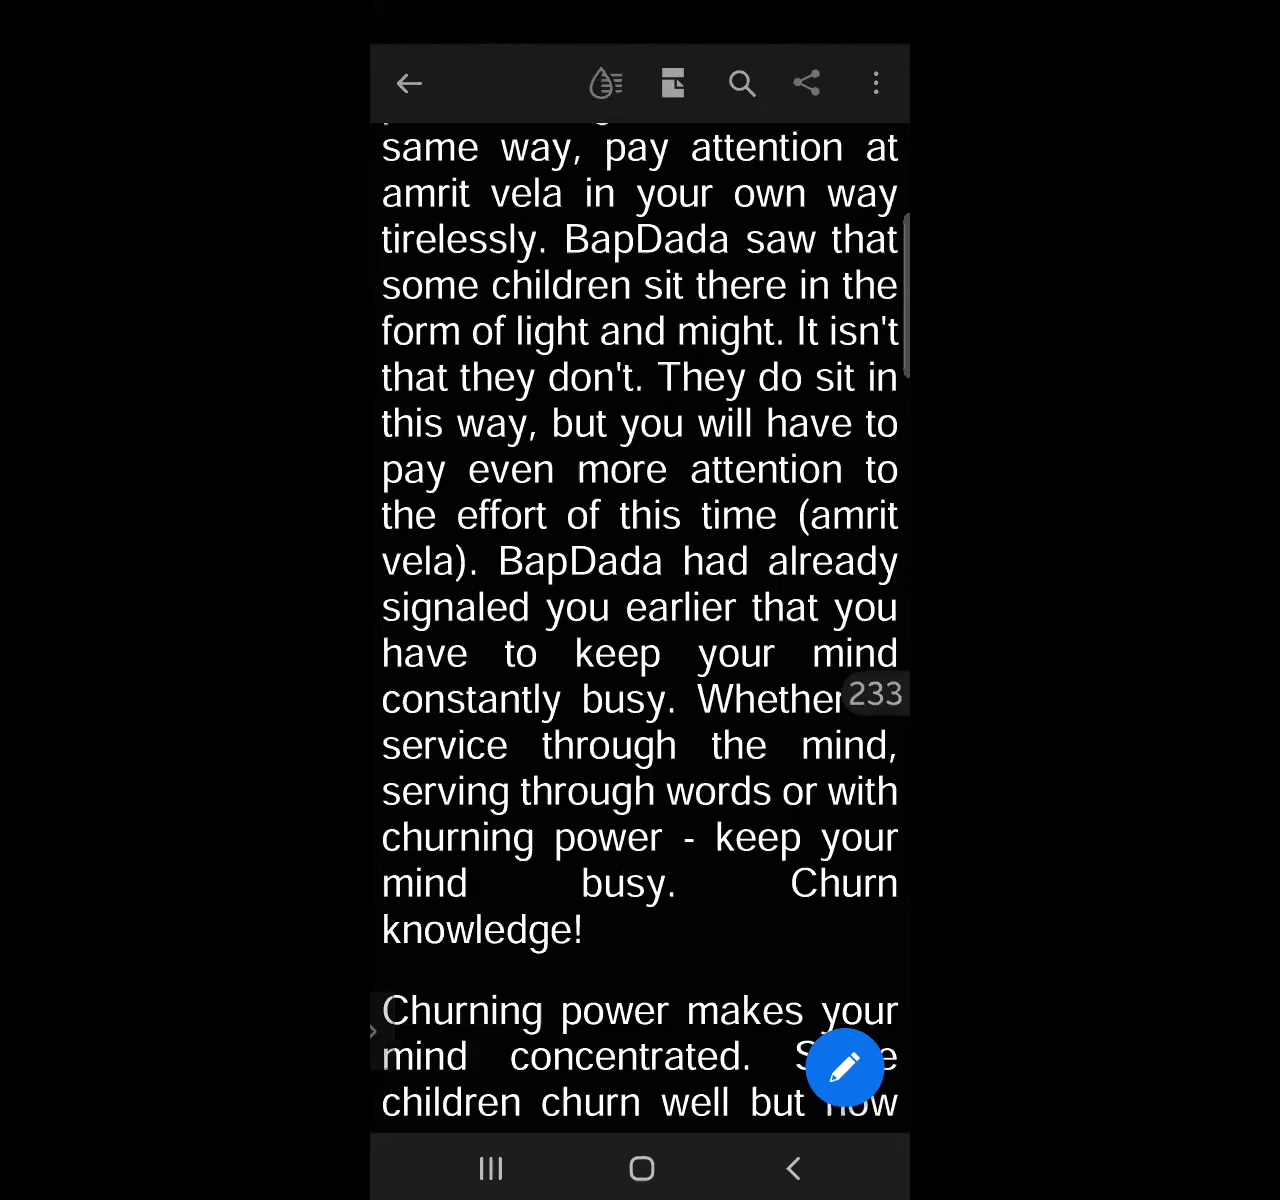 same way, pay attention at
amrit vela in your own way
tirelessly. BapDada saw that
some children sit there in the
form of light and might. It isn't
that they don't. They do sit in
this way, but you will have to
pay even more attention to
the effort of this time (amrit
vela). BapDada had already
signaled you earlier that you
have to keep your mind
constantly busy. Whether
233
service through the mind,
serving through words or with
churning power - keep your
mind busy. Churn
knowledge!
Churning power makes your
mind concentrated.
children churn well but now